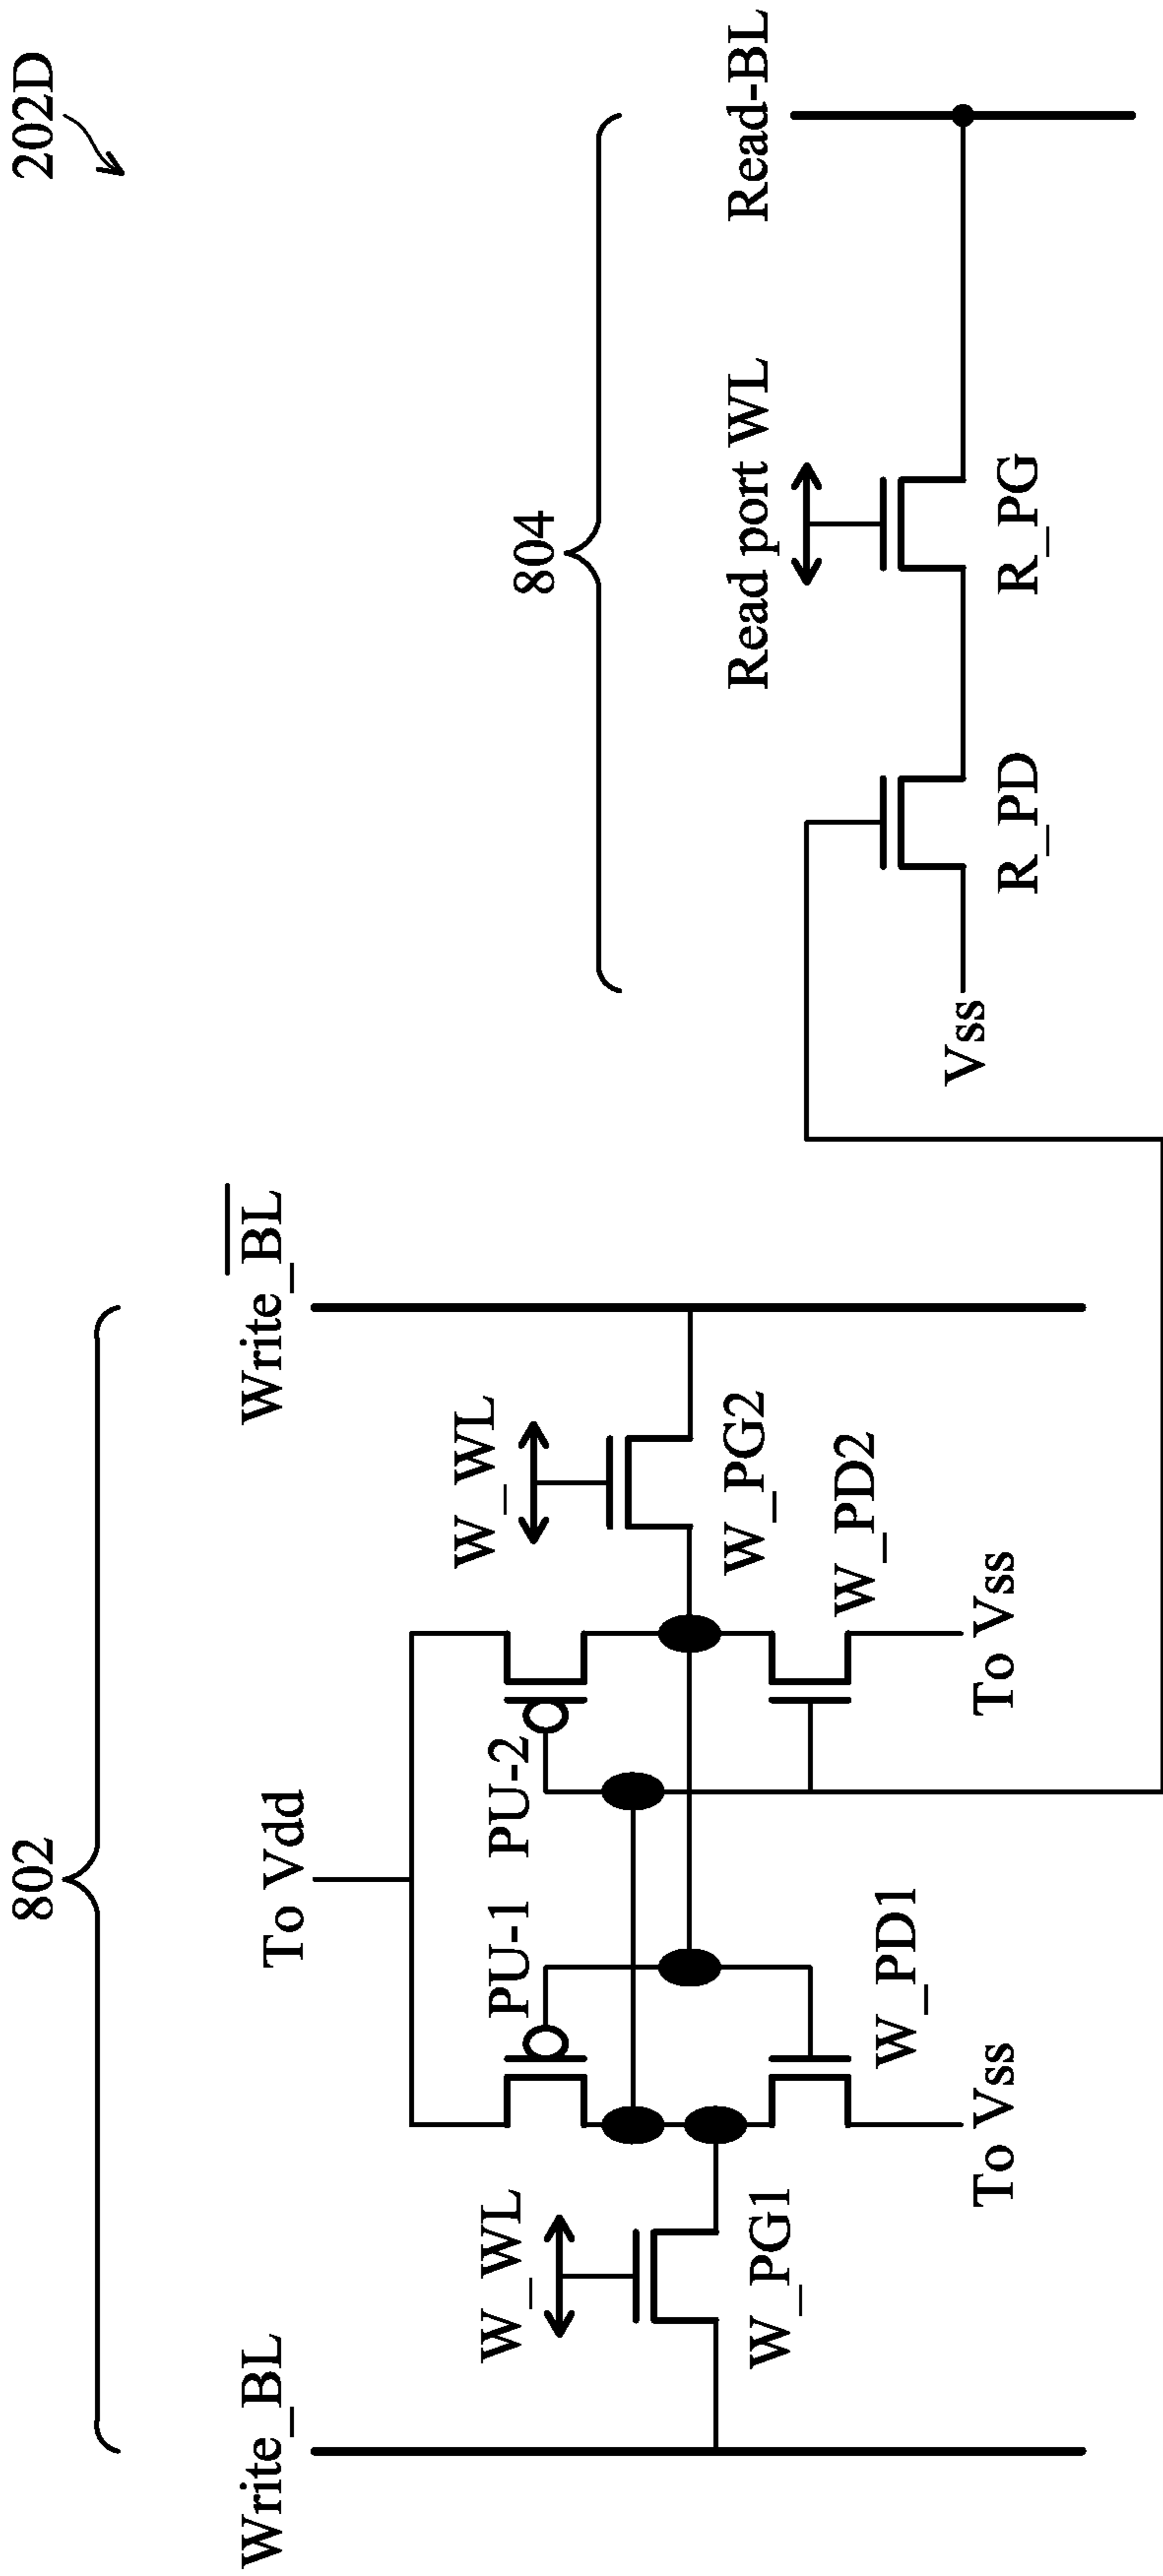 202D
802
804
Write_BL
To Vdd
Write_B̅L̅
W_WL
PU-1
PU-2
W_WL
W_PG1
W_PG2
W_PD1
W_PD2
To Vss
To Vss
Read port WL
Read-BL
Vss
R_PD
R_PG